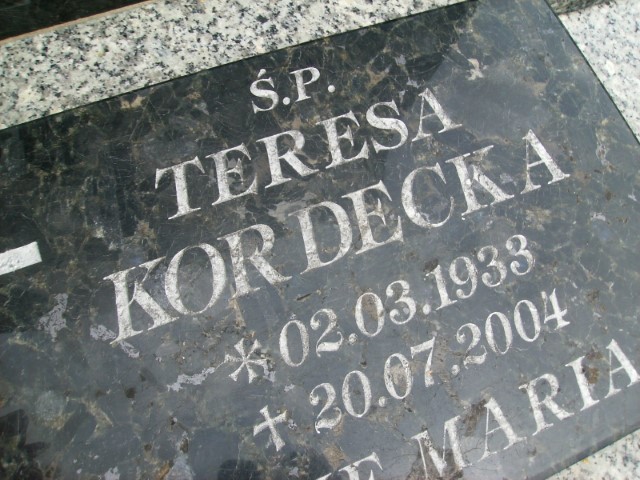 Ś.P.
TERESA
KORDECKA
* 02.03.1933
+ 20.07.2004
MARIA